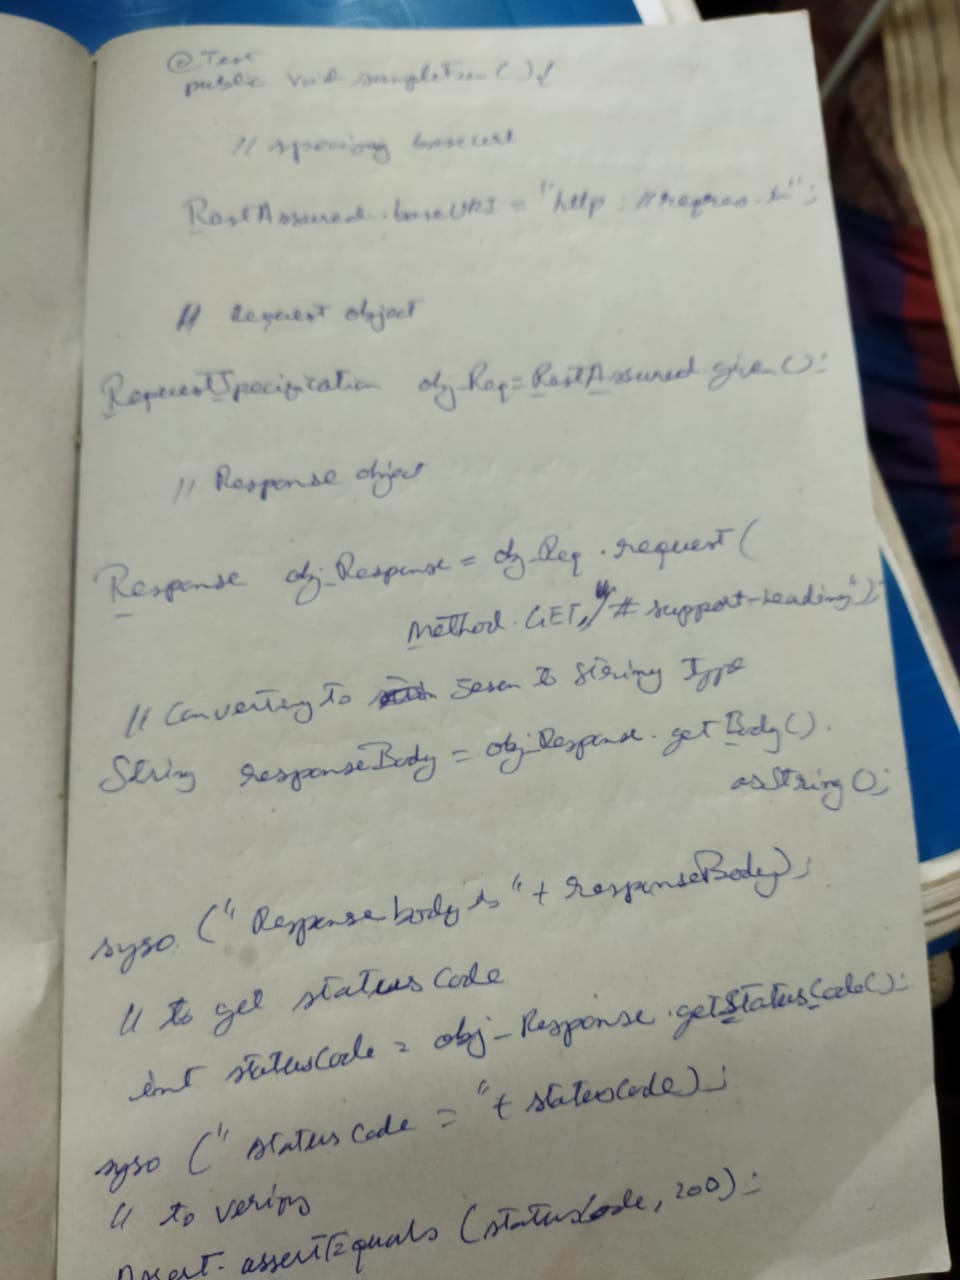 @Test
public void sampleTest(){
// specifiny baseurl
RestAssured.baseURI = "http://reqres.in";
// Request object
RequestSpecification obj_Req=RestAssured.given();
// Response object
Response obj_Response = obj_Req.request(
Method.GET,"/#support-heading");
// Converting to Json to String Type
String responseBody = obj_Response.getBody().
asString();
syso ("Response body is "+ responseBody);
// to get status code
int statusCode = obj_Response.getStatusCode();
syso ("status code = "+ statusCode);
// to verify
Assert.assertEquals (statusCode, 200);